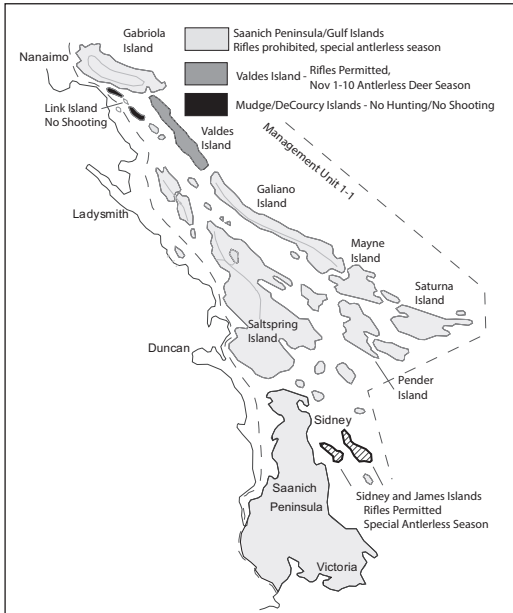 Gabriola
Island
Nanaimo
Saanich Peninsula/Gulf Islands
Rifles prohibited, special antlerless season
Valdes Island - Rifles Permitted,
Nov 1-10 Antlerless Deer Season
Mudge/DeCourcy Islands - No Hunting/No Shooting
Link Island
No Shooting
Valdes
Island
Management Unit 1-1
Galiano
Island
Ladysmith
Mayne
Island
Saturna
Island
Saltspring
Island
Duncan
Pender
Island
Sidney
Saanich
Peninsula
Sidney and James Islands
Rifles Permitted
Special Antlerless Season
Victoria